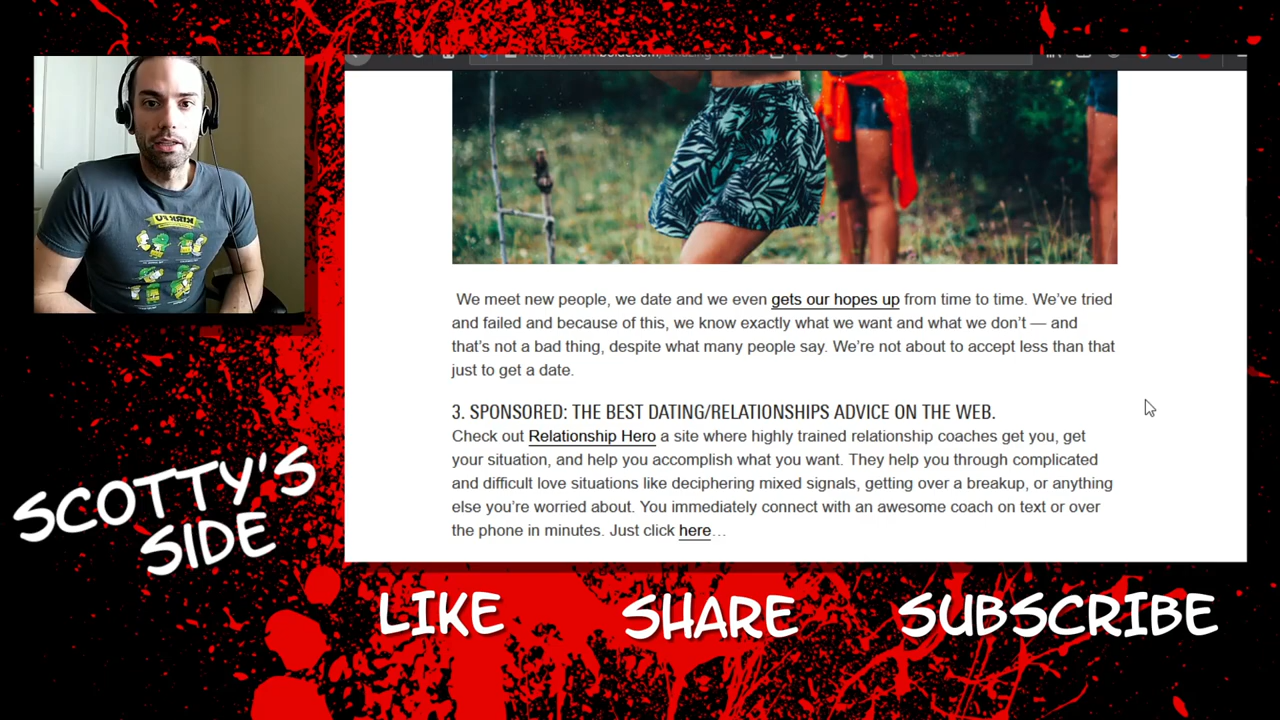 KIRK FU
We meet new people, we date and we even gets our hopes up from time to time. We've tried
and failed and because of this, we know exactly what we want and what we don't — and
that's not a bad thing, despite what many people say. We're not about to accept less than that
just to get a date.
3. SPONSORED: THE BEST DATING/RELATIONSHIPS ADVICE ON THE WEB.
Check out Relationship Hero a site where highly trained relationship coaches get you, get
your situation, and help you accomplish what you want. They help you through complicated
and difficult love situations like deciphering mixed signals, getting over a breakup, or anything
else you're worried about. You immediately connect with an awesome coach on text or over
the phone in minutes. Just click here…
SCOTTY'S
SIDE
LIKE
SHARE
SUBSCRIBE